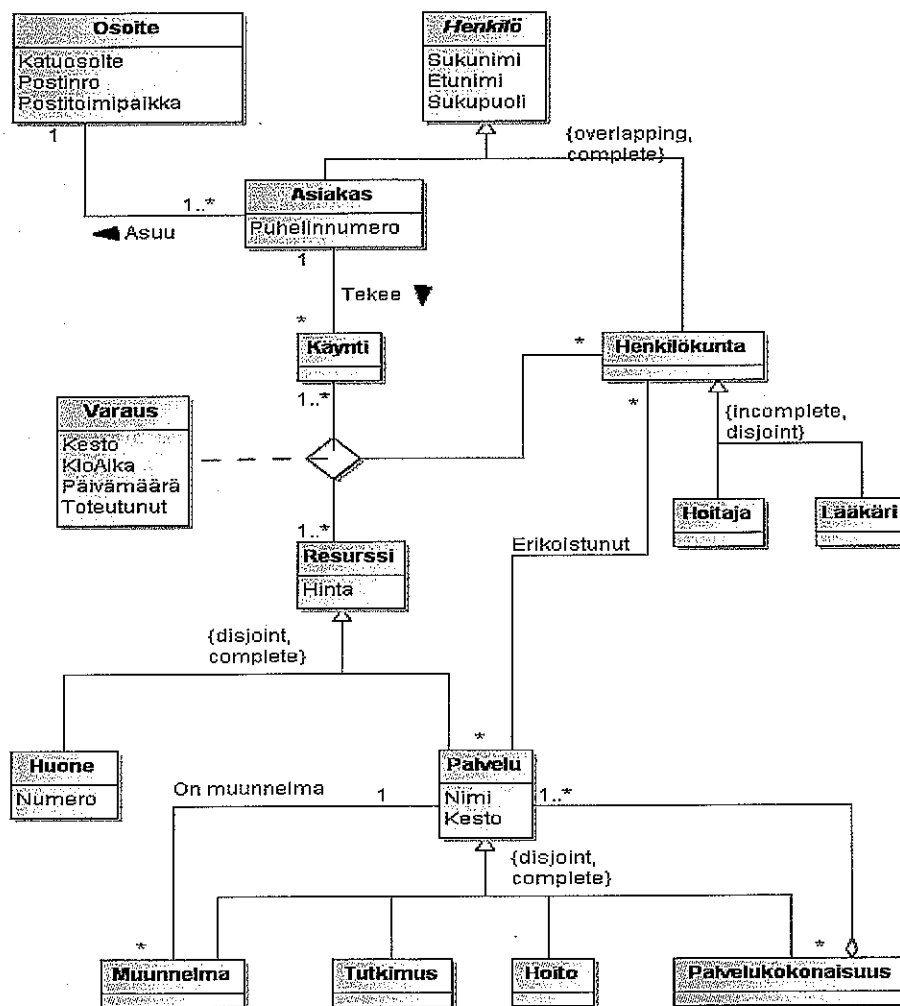 Osoite
Katuosoite
Postinro
Postitoimipaikka
Henkilö
Sukunimi
Etunimi
Sukupuoli
{overlapping,
complete}
1
1..*
Asuu
Asiakas
Puhelinnumero
1
Tekee
*
Käynti
1..*
*
Henkilökunta
*
{incomplete,
disjoint}
Varaus
Kesto
KloAika
Päivämäärä
Toteutunut
Hoitaja
Lääkäri
1..*
Resurssi
Hinta
Erikoistunut
{disjoint,
complete}
*
Huone
Numero
On muunnelma
1
Palvelu
Nimi
Kesto
1..*
{disjoint,
complete}
*
Muunnelma
Tutkimus
Hoito
*
Palvelukokonaisuus